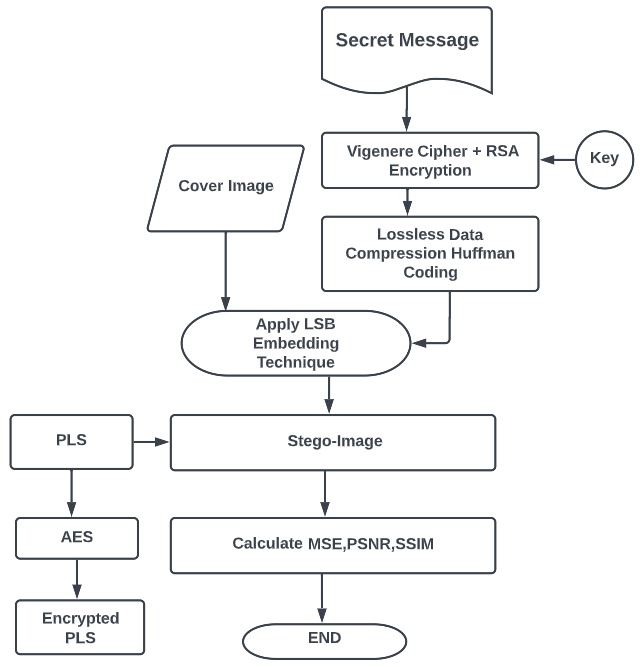 Secret Message
Vigenere Cipher + RSA
Encryption
Key
Cover Image
Lossless Data
Compression Huffman
Coding
Apply LSB
Embedding
Technique
PLS
Stego-Image
AES
Calculate MSE,PSNR,SSIM
Encrypted
PLS
END